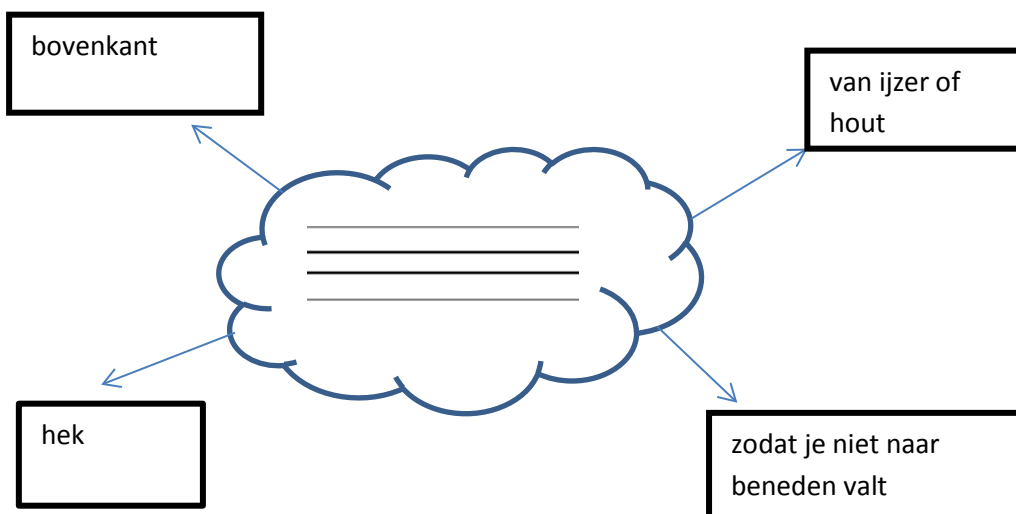 bovenkant
van ijzer of
hout
hek
zodat je niet naar
beneden valt